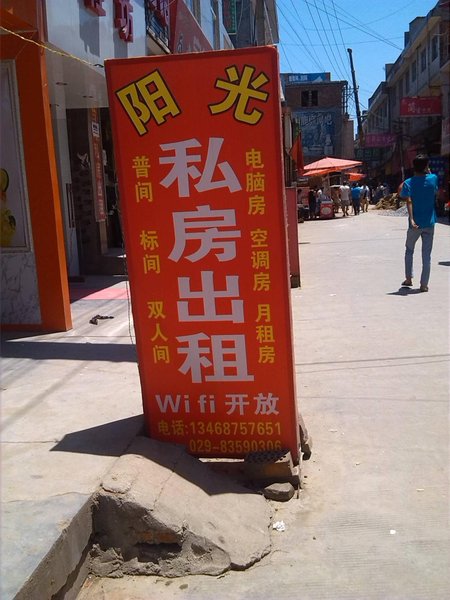 阳光
私房出租
普间 标间 双人间
电脑房 空调房 月租房
Wifi 开放
电话:13468757651
029-83590306